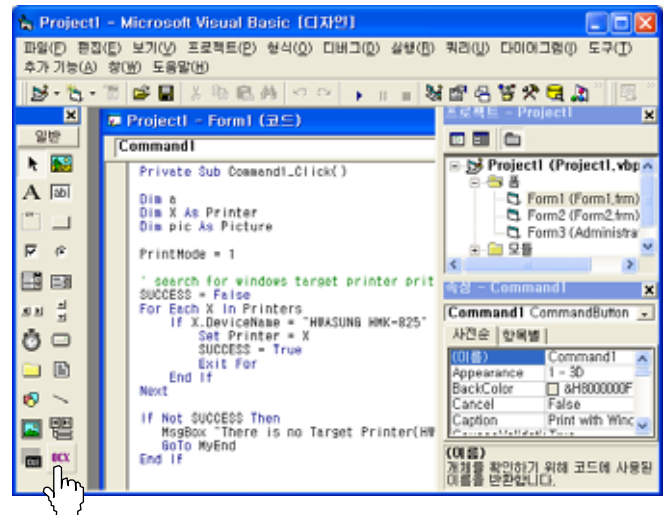 Project1 - Microsoft Visual Basic [디자인]
파일(F) 편집(E) 보기(V) 프로젝트(P) 형식(O) 디버그(D) 실행(R) 쿼리(U) 다이어그램(I) 도구(T)
추가 기능(A) 창(W) 도움말(H)
일반
A
ab
OCX
Project1 - Form1 (코드)
Command1
Private Sub Command1_Click()
Dim a
Dim X As Printer
Dim pic As Picture
PrintMode = 1
' search for windows target printer prit
SUCCESS = False
For Each X In Printers
If X.DeviceName = "HWASUNG HMK-825"
Set Printer = X
SUCCESS = True
Exit For
End If
Next
If Not SUCCESS Then
MsgBox "There is no Target Printer(HW
GoTo MyEnd
End If
프로젝트 - Project1
Project1 (Project1.vbp
폼
Form1 (Form1.frm)
Form2 (Form2.frm)
Form3 (Administra
모듈
속성 - Command1
Command1 CommandButton
사전순 항목별
(이름) Command1
Appearance 1 - 3D
BackColor &H8000000F
Cancel False
Caption Print with Winc
CausesValidati True
(이름)
개체를 확인하기 위해 코드에 사용된
이름을 반환합니다.